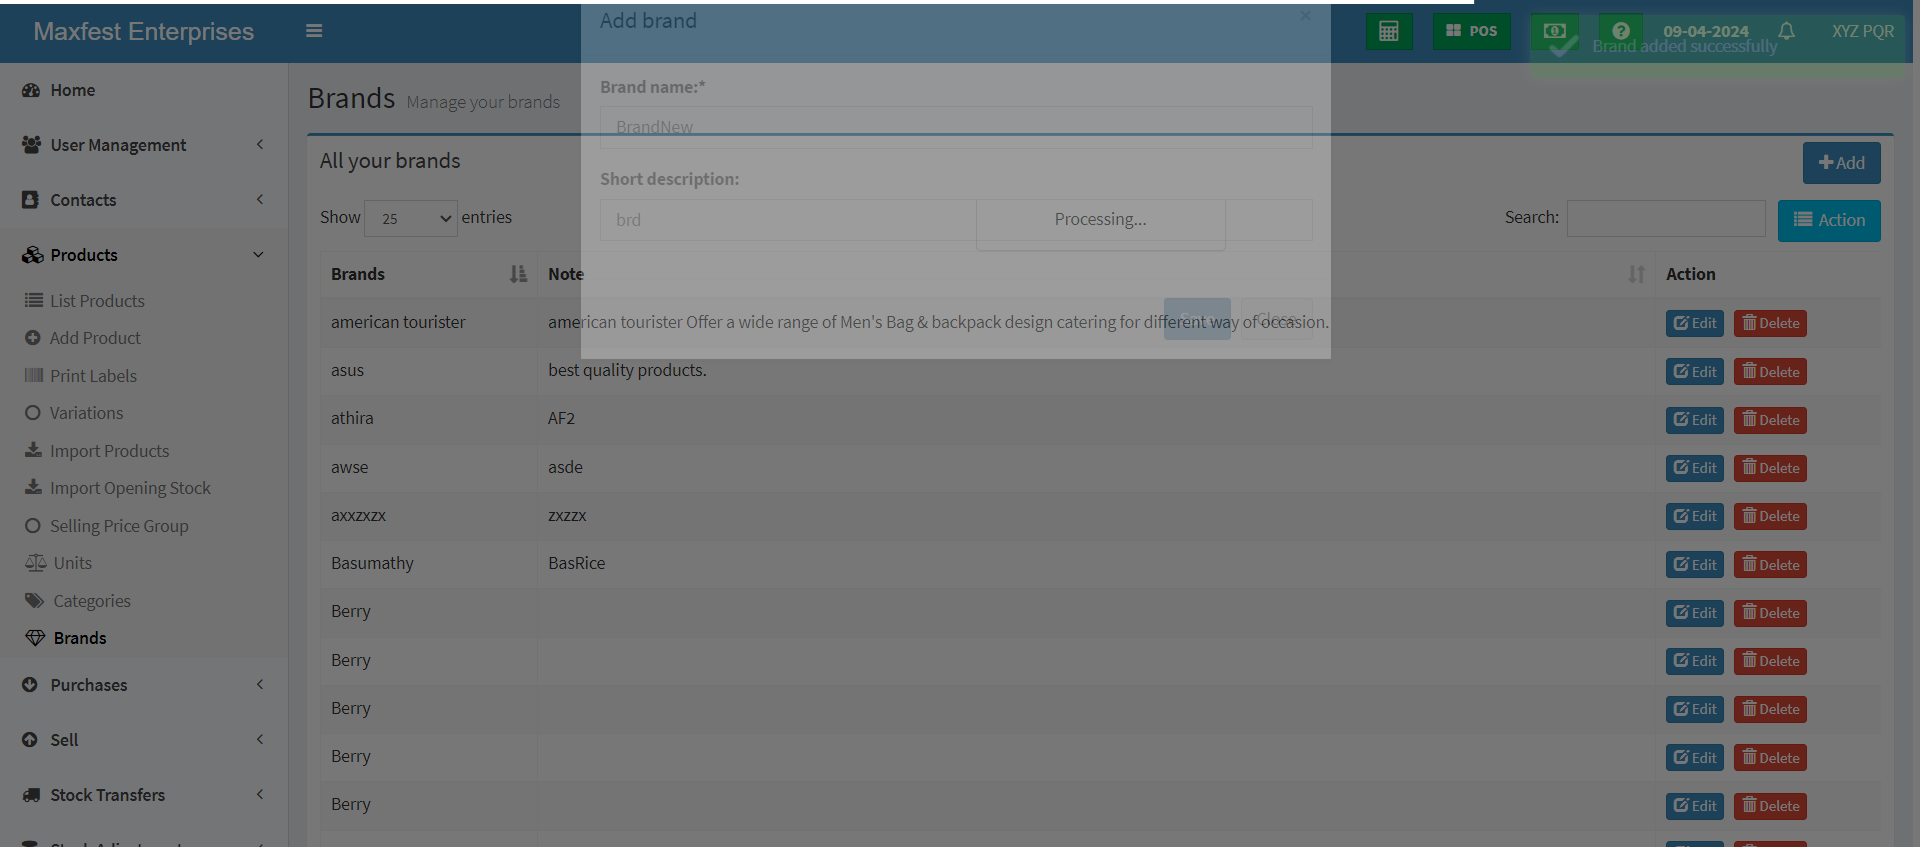 Maxfest Enterprises
POS
09-04-2024
XYZ PQR
Brand added successfully
Add brand
×
Brand name:*
BrandNew
Short description:
brd
Processing...
Save
Close
Home
User Management
Contacts
Products
List Products
Add Product
Print Labels
Variations
Import Products
Import Opening Stock
Selling Price Group
Units
Categories
Brands
Purchases
Sell
Stock Transfers
Brands Manage your brands
All your brands
Add
Show 25 entries
Search:
Action
Brands Note Action
american tourister american tourister Offer a wide range of Men's Bag & backpack design catering for different way of occasion. Edit Delete
asus best quality products. Edit Delete
athira AF2 Edit Delete
awse asde Edit Delete
axxzxzx zxzzx Edit Delete
Basumathy BasRice Edit Delete
Berry Edit Delete
Berry Edit Delete
Berry Edit Delete
Berry Edit Delete
Berry Edit Delete